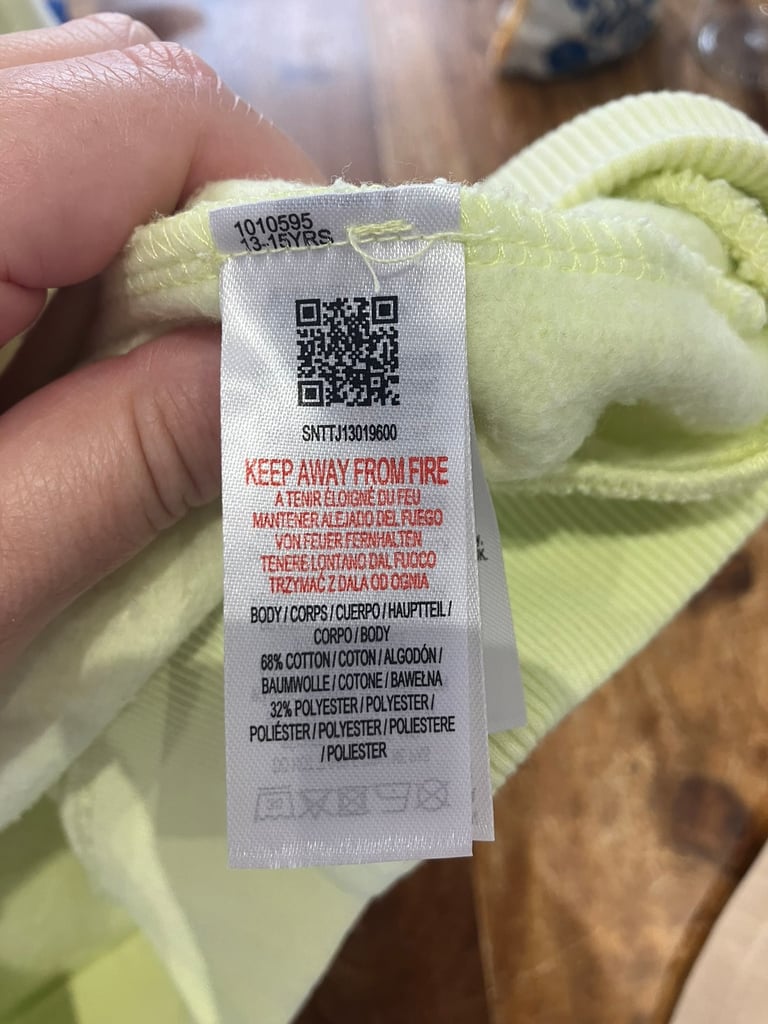 1010595
13-15YRS
SNTTJ13019600
KEEP AWAY FROM FIRE
A TENIR ÉLOIGNÉ DU FEU
MANTENER ALEJADO DEL FUEGO
VON FEUER FERNHALTEN
TENERE LONTANO DAL FUOCO
TRZYMAĆ Z DALA OD OGNIA
BODY / CORPS / CUERPO / HAUPTTEIL /
CORPO / BODY
68% COTTON / COTON / ALGODÓN /
BAUMWOLLE / COTONE / BAWEŁNA
32% POLYESTER / POLYESTER /
POLIÉSTER / POLYESTER / POLIESTERE
/ POLIESTER